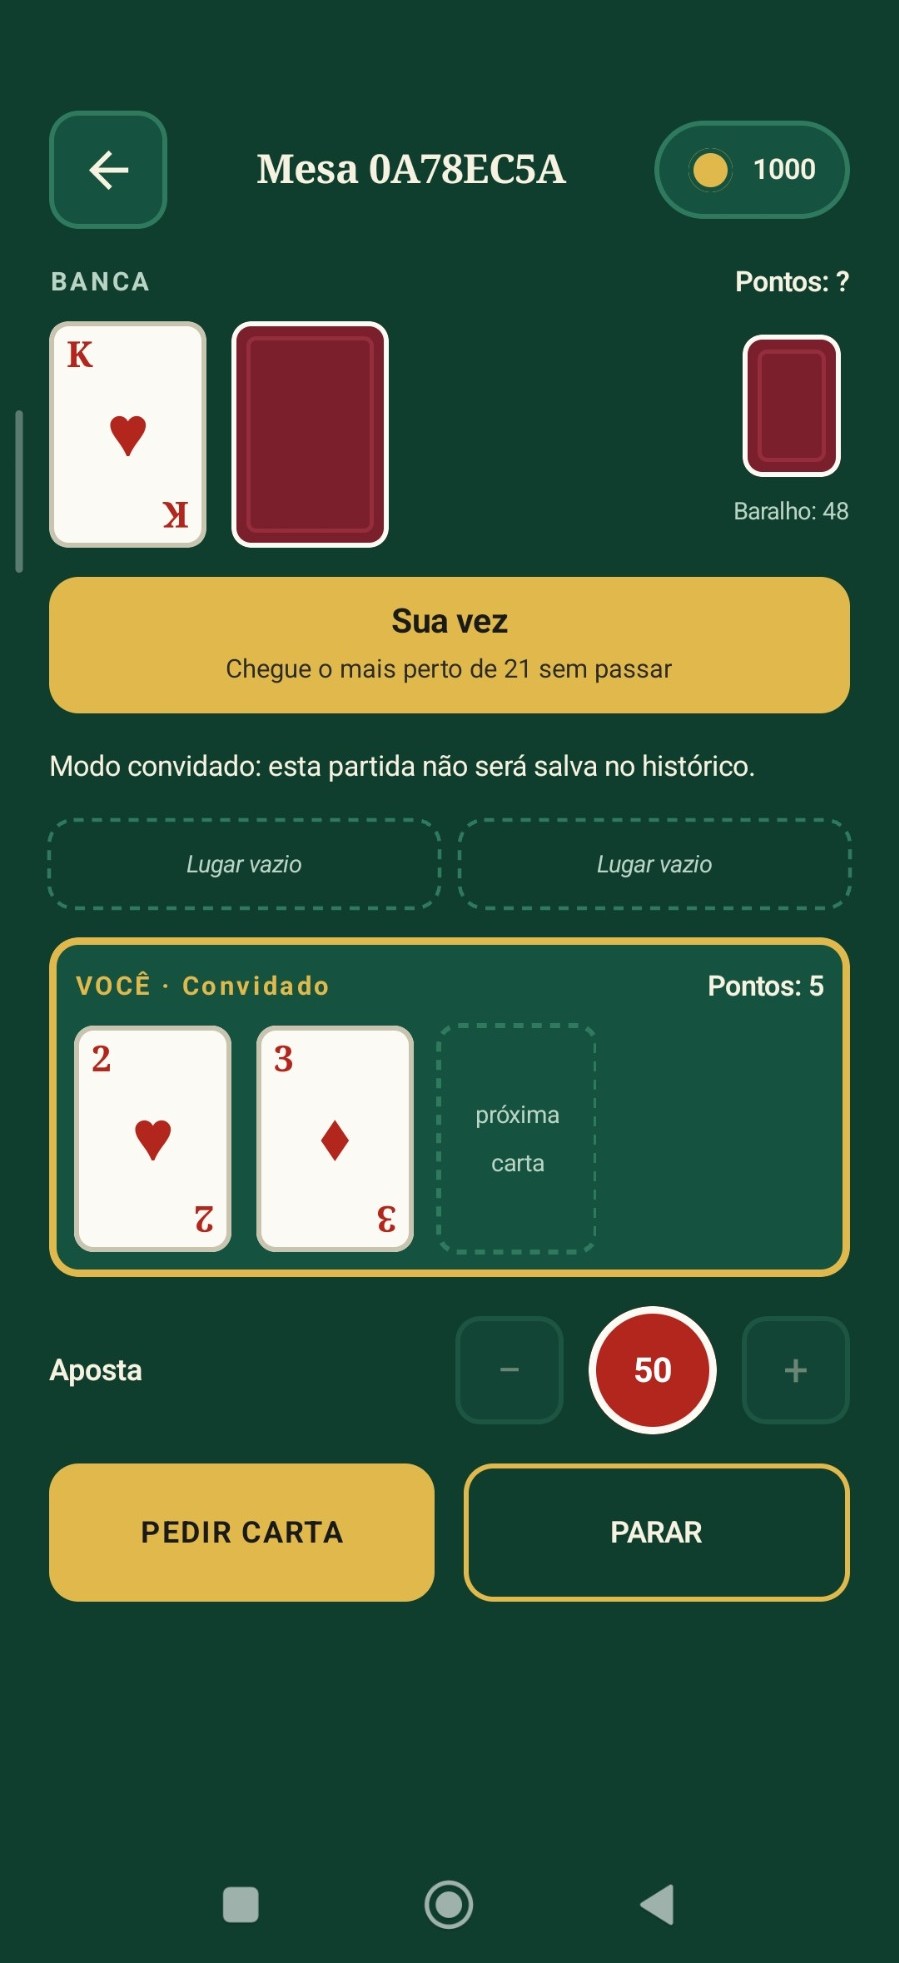 Mesa 0A78EC5A
1000
BANCA
Pontos: ?
K
K
Baralho: 48
Sua vez
Chegue o mais perto de 21 sem passar
Modo convidado: esta partida não será salva no histórico.
Lugar vazio
Lugar vazio
VOCÊ · Convidado
Pontos: 5
2
2
3
3
próxima
carta
Aposta
−
50
+
PEDIR CARTA
PARAR